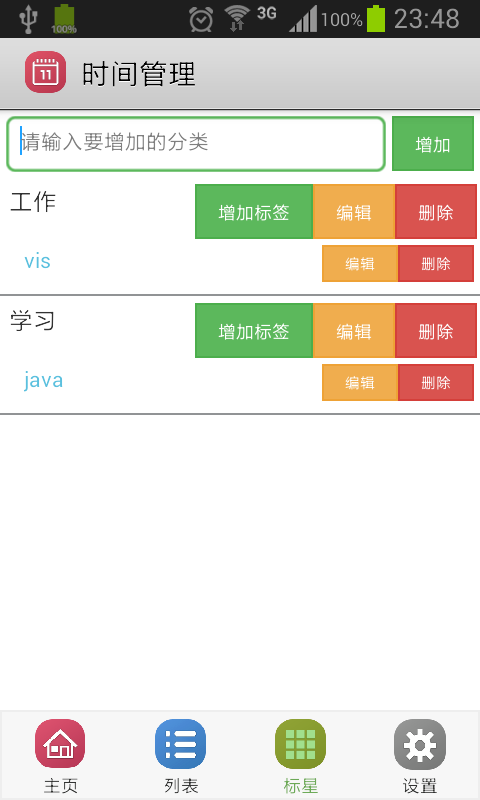 100%
3G
100%
23:48
11
时间管理
请输入要增加的分类
增加
工作
增加标签
编辑
删除
vis
编辑
删除
学习
增加标签
编辑
删除
java
编辑
删除
主页
列表
标星
设置